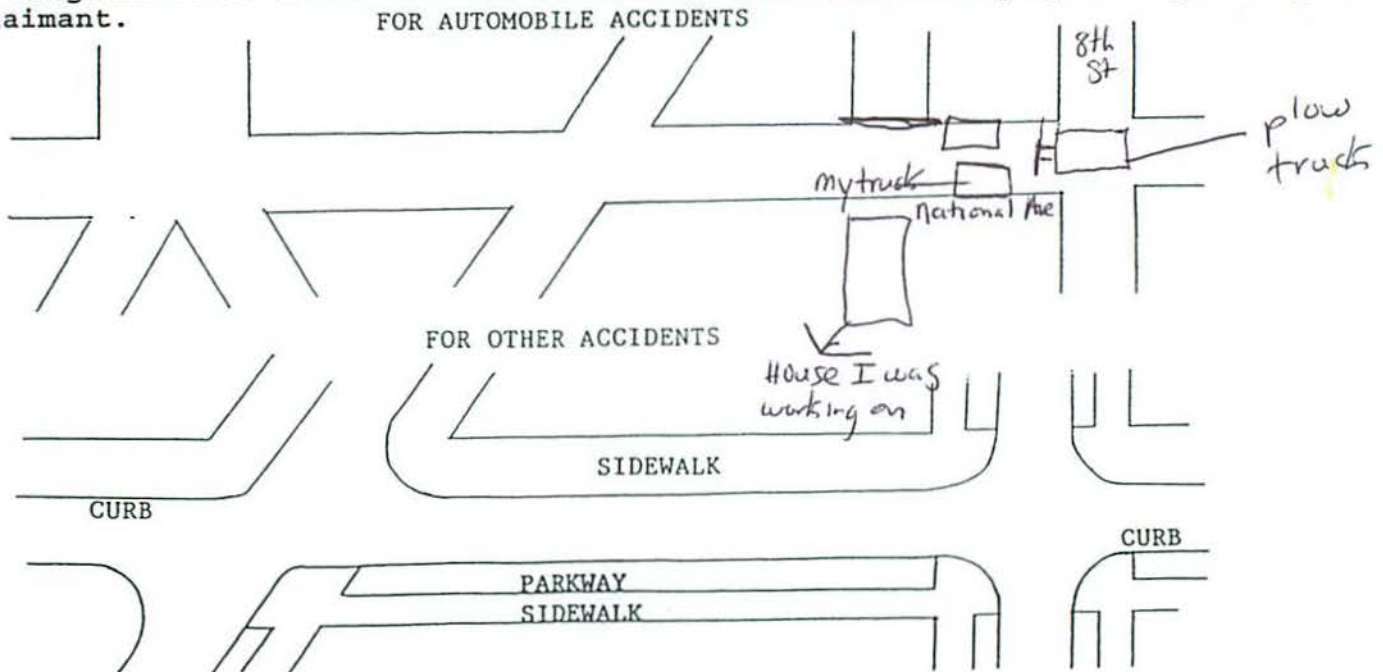 aimant.
FOR AUTOMOBILE ACCIDENTS
8th
St
plow
truck
my truck
National Ave
FOR OTHER ACCIDENTS
House I was
working on
SIDEWALK
CURB
CURB
PARKWAY
SIDEWALK